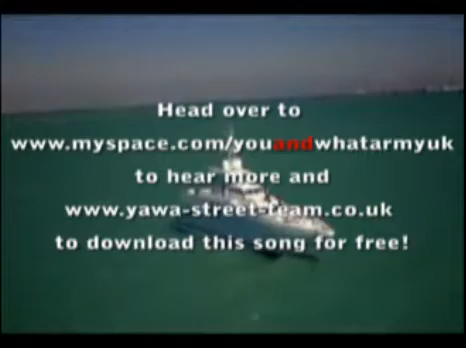 Head over to
www.myspace.com/youandwhatarmyuk
to hear more and
www.yawa-street-team.co.uk
to download this song for free!